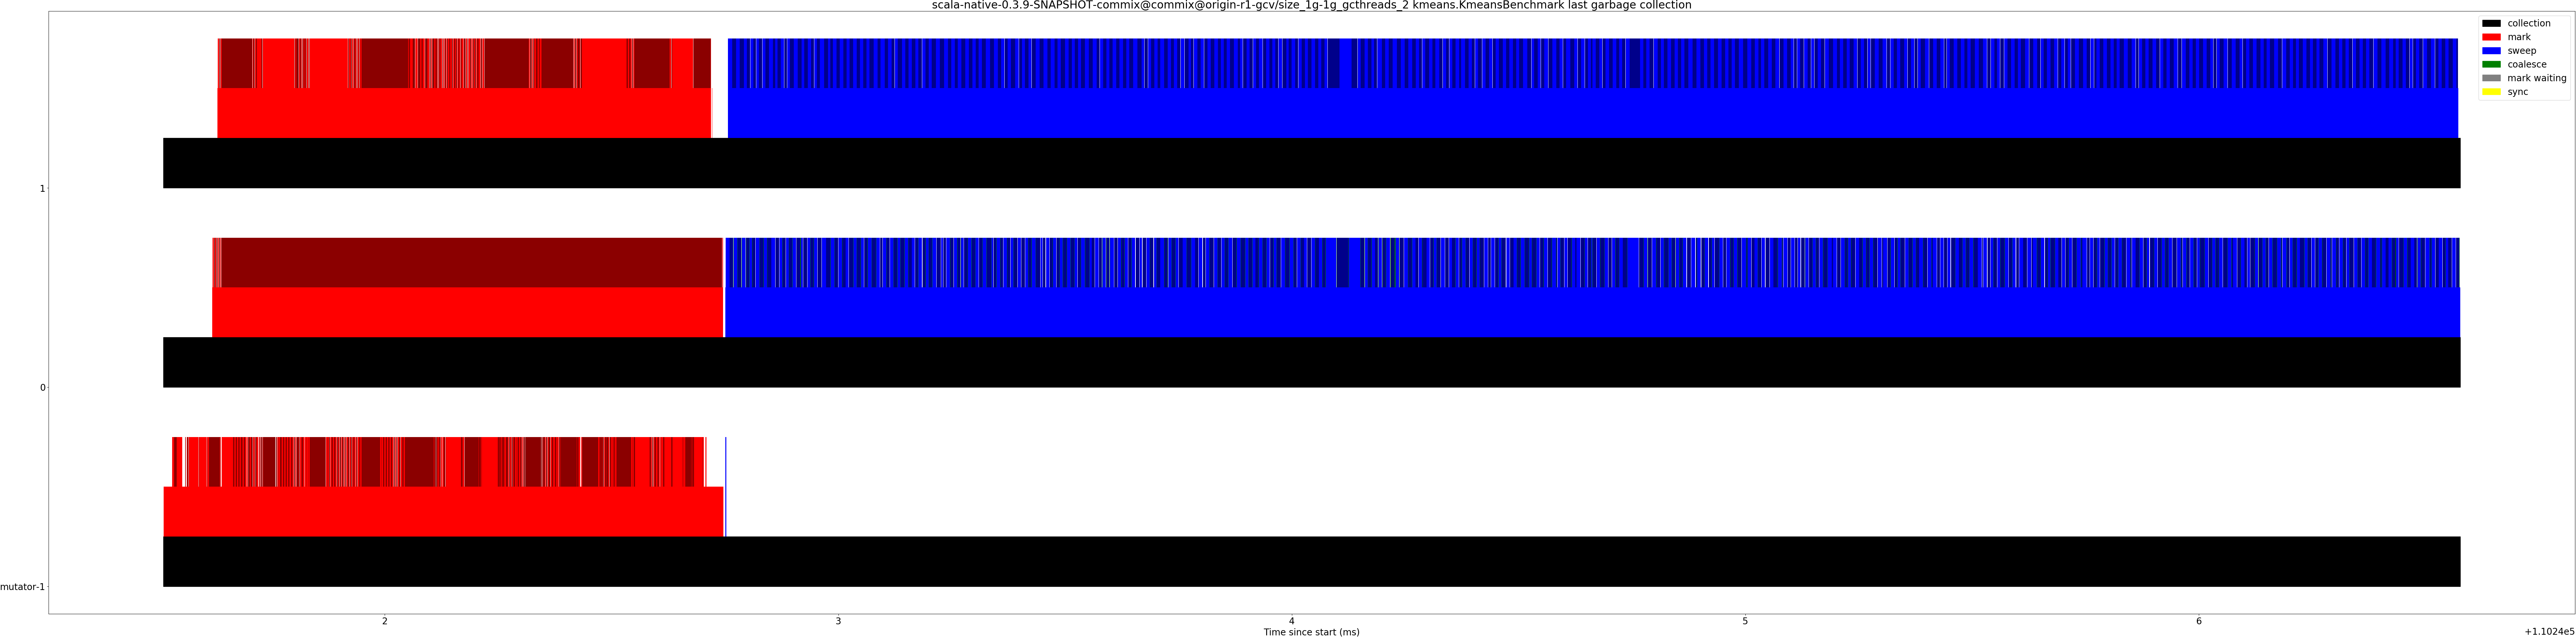 scala-native-0.3.9-SNAPSHOT-commix@commix@origin-r1-gcv/size_1g-1g_gcthreads_2 kmeans.KmeansBenchmark last garbage collection
collection
mark
sweep
coalesce
mark waiting
sync
1
0
mutator-1
2
3
4
5
6
Time since start (ms)
+1.1024e5